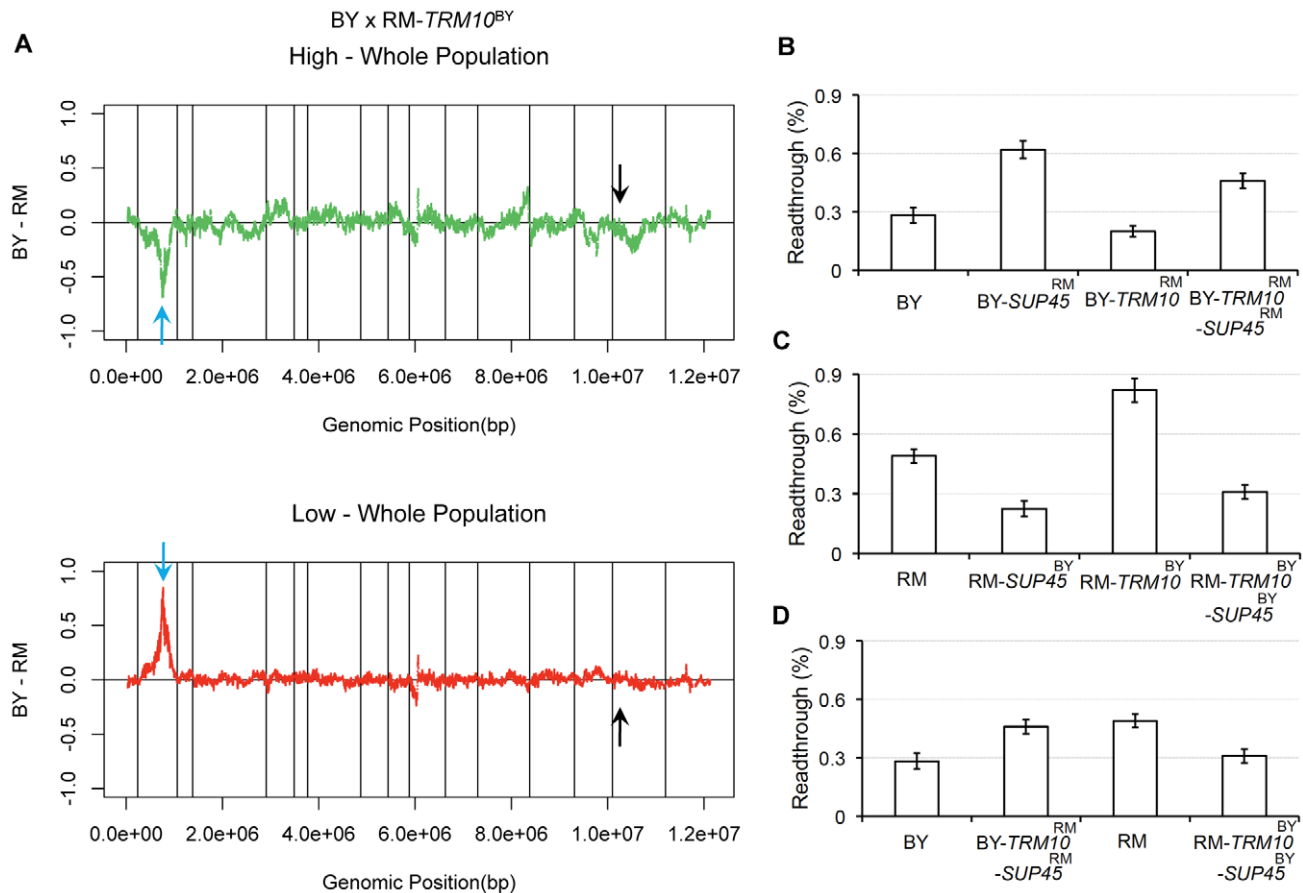 A
BY x RM-TRM10BY
High - Whole Population
1.0
0.5
0.0
-0.5
-1.0
BY - RM
0.0e+00 2.0e+06 4.0e+06 6.0e+06 8.0e+06 1.0e+07 1.2e+07
Genomic Position(bp)
Low - Whole Population
1.0
0.5
0.0
-0.5
-1.0
BY - RM
0.0e+00 2.0e+06 4.0e+06 6.0e+06 8.0e+06 1.0e+07 1.2e+07
Genomic Position(bp)
B
Readthrough (%)
0.9
0.6
0.3
0
BY BY-SUP45RM BY-TRM10RM BY-TRM10RM
-SUP45RM
C
Readthrough (%)
0.9
0.6
0.3
0
RM RM-SUP45BY RM-TRM10BY RM-TRM10BY
-SUP45BY
D
Readthrough (%)
0.9
0.6
0.3
0
BY BY-TRM10RM RM RM-TRM10BY
-SUP45RM -SUP45BY